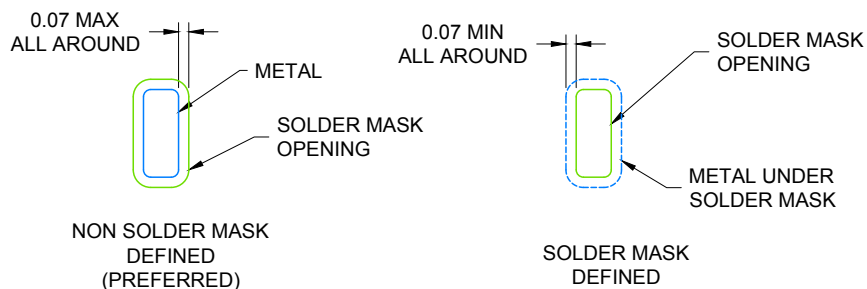 0.07 MAX
ALL AROUND
METAL
SOLDER MASK
OPENING
NON SOLDER MASK
DEFINED
(PREFERRED)
0.07 MIN
ALL AROUND
SOLDER MASK
OPENING
METAL UNDER
SOLDER MASK
SOLDER MASK
DEFINED